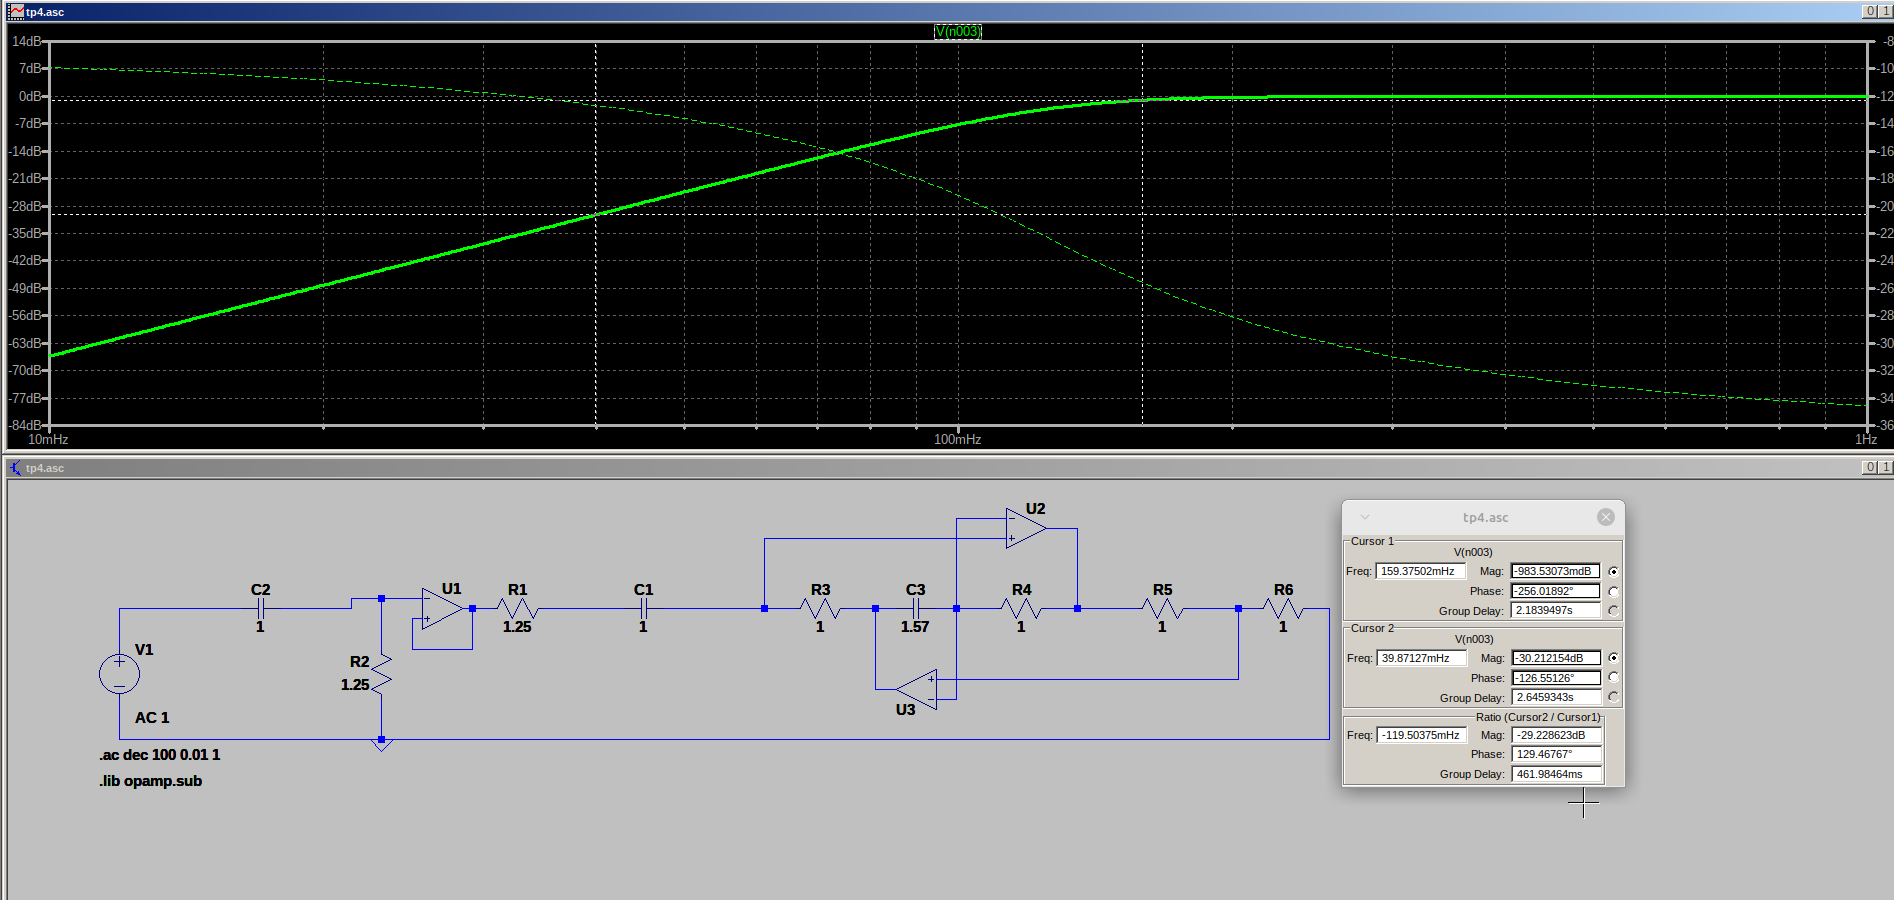 tp4.asc
0 1
V(n003)
14dB
7dB
0dB
-7dB
-14dB
-21dB
-28dB
-35dB
-42dB
-49dB
-56dB
-63dB
-70dB
-77dB
-84dB
-8
-10
-12
-14
-16
-18
-20
-22
-24
-26
-28
-30
-32
-34
-36
10mHz 100mHz 1Hz
tp4.asc
0 1
U2
C2 U1 R1 C1 R3 C3 R4 R5 R6
1 1.25 1 1 1.57 1 1 1
V1
R2
1.25
U3
AC 1
.ac dec 100 0.01 1
.lib opamp.sub
tp4.asc
Cursor 1
V(n003)
Freq: 159.37502mHz Mag: -983.53073mdB
Phase: -256.01892°
Group Delay: 2.1839497s
Cursor 2
V(n003)
Freq: 39.87127mHz Mag: -30.212154dB
Phase: -126.55126°
Group Delay: 2.6459343s
Ratio (Cursor2 / Cursor1)
Freq: -119.50375mHz Mag: -29.228623dB
Phase: 129.46767°
Group Delay: 461.98464ms